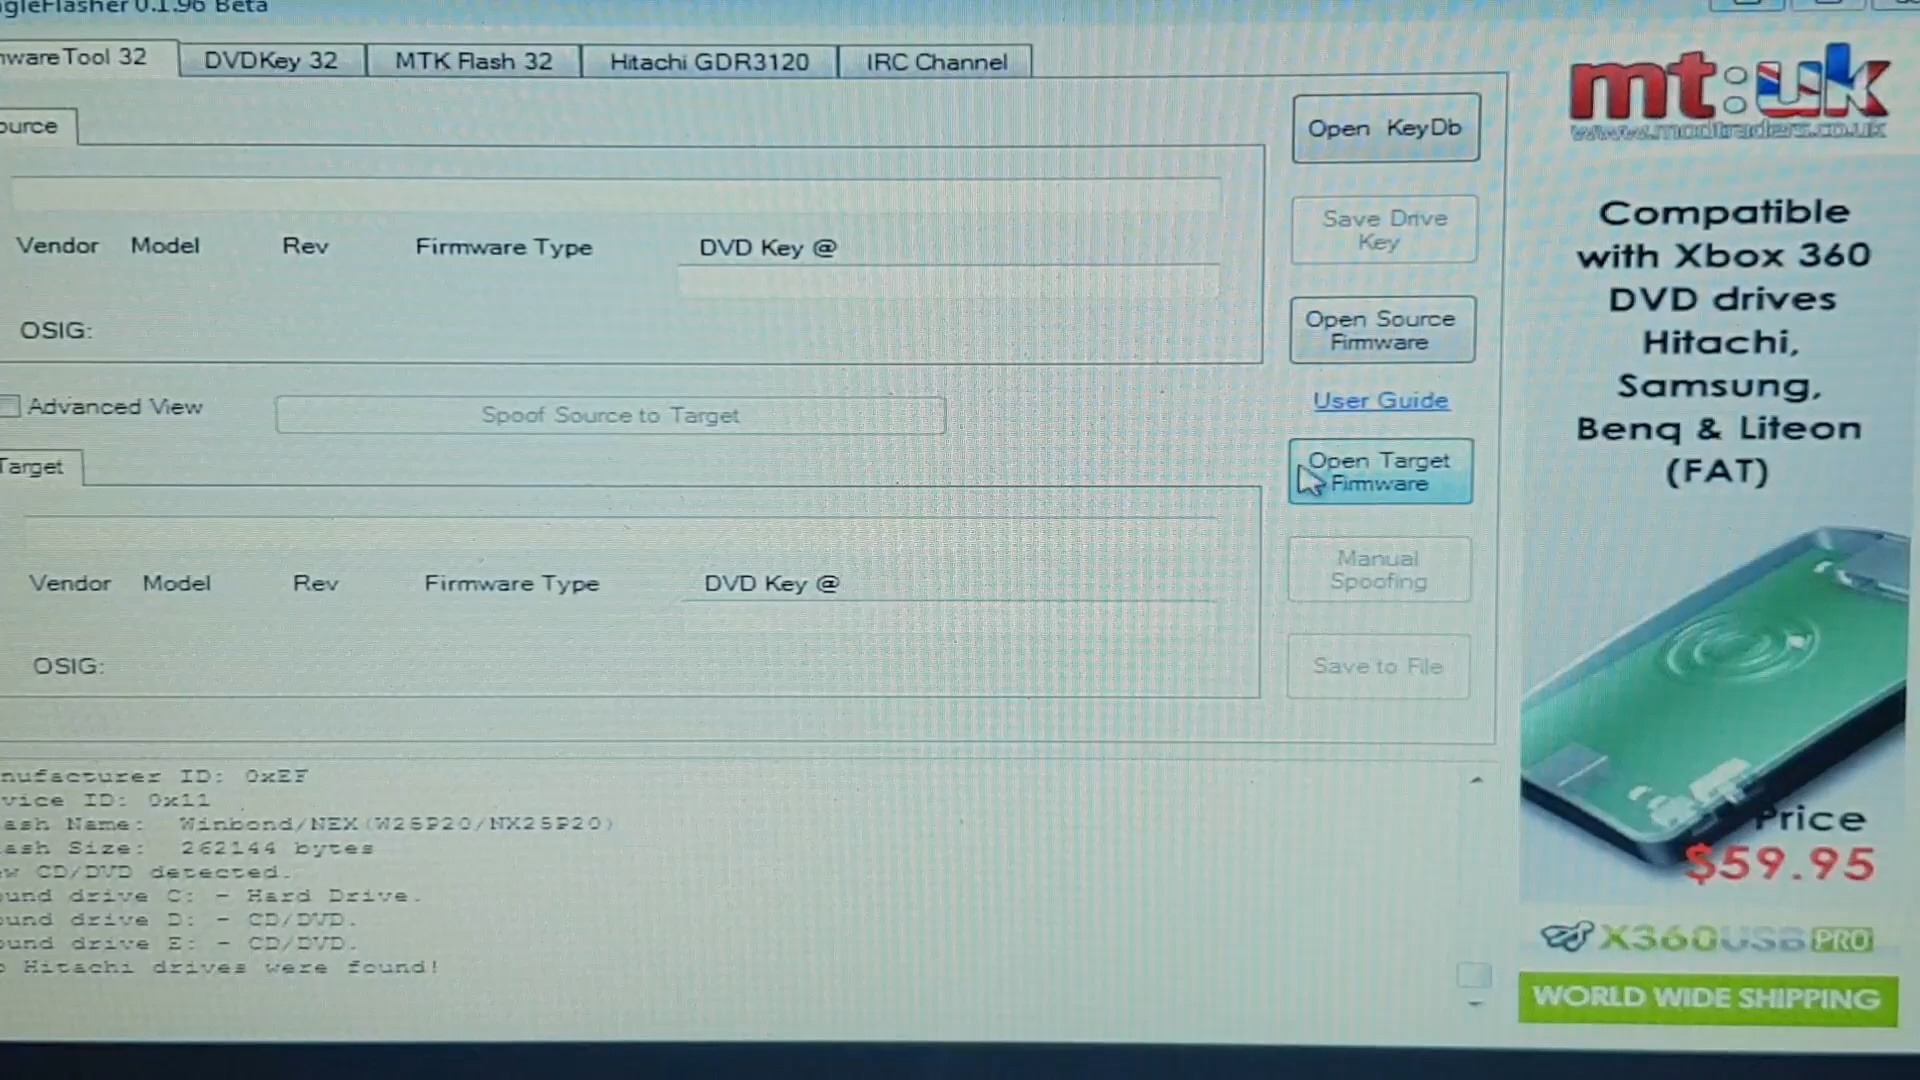 gleFlasher 0.1.96 Beta
wareTool 32
DVDKey 32
MTK Flash 32
Hitachi GDR3120
IRC Channel
ource
Open KeyDb
Save Drive
Key
Vendor Model Rev Firmware Type DVD Key @
OSIG:
Open Source
Firmware
User Guide
Advanced View
Spoof Source to Target
Target
Open Target
Firmware
Vendor Model Rev Firmware Type DVD Key @
Manual
Spoofing
OSIG:
Save to File
nufacturer ID: 0xEF
vice ID: 0x11
ash Name: Winbond/NEX(W25P20/NX25P20)
ash Size: 262144 bytes
w CD/DVD detected.
und drive C: - Hard Drive.
ound drive D: - CD/DVD.
ound drive E: - CD/DVD.
o Hitachi drives were found!
mt:uk
www.modtraders.co.uk
Compatible
with Xbox 360
DVD drives
Hitachi,
Samsung,
Benq & Liteon
(FAT)
Price
$59.95
X360USB PRO
WORLD WIDE SHIPPING